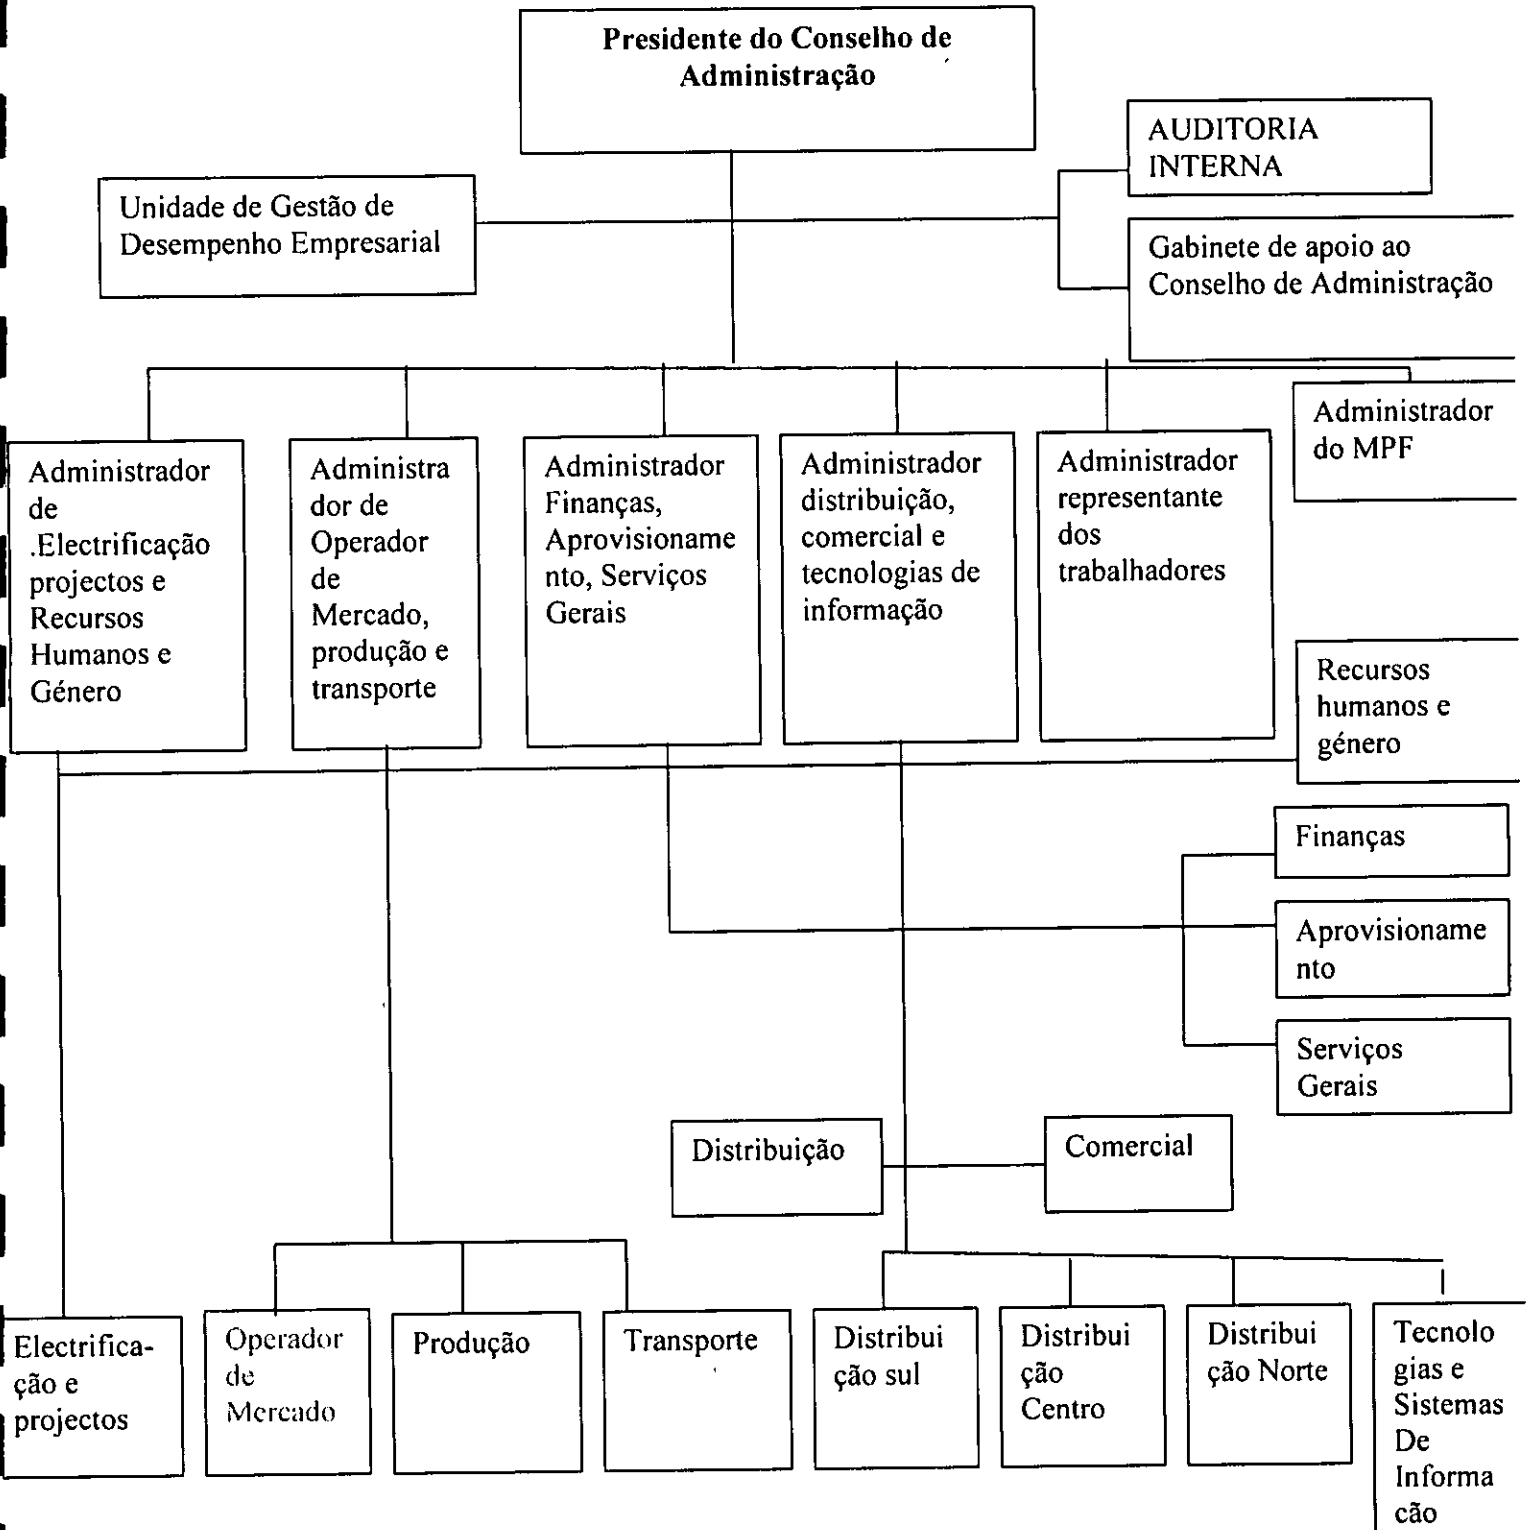 Presidente do Conselho de
Administração
AUDITORIA
INTERNA
Unidade de Gestão de
Desempenho Empresarial
Gabinete de apoio ao
Conselho de Administração
Administrador
do MPF
Administrador
de
.Electrificação
projectos e
Recursos
Humanos e
Género
Administra
dor de
Operador
de
Mercado,
produção e
transporte
Administrador
Finanças,
Aprovisioname
nto, Serviços
Gerais
Administrador
distribuição,
comercial e
tecnologias de
informação
Administrador
representante
dos
trabalhadores
Recursos
humanos e
género
Finanças
Aprovisioname
nto
Serviços
Gerais
Distribuição
Comercial
Electrifica-
ção e
projectos
Operador
de
Mercado
Produção
Transporte
Distribui
ção sul
Distribui
ção
Centro
Distribui
ção Norte
Tecnolo
gias e
Sistemas
De
Informa
cão